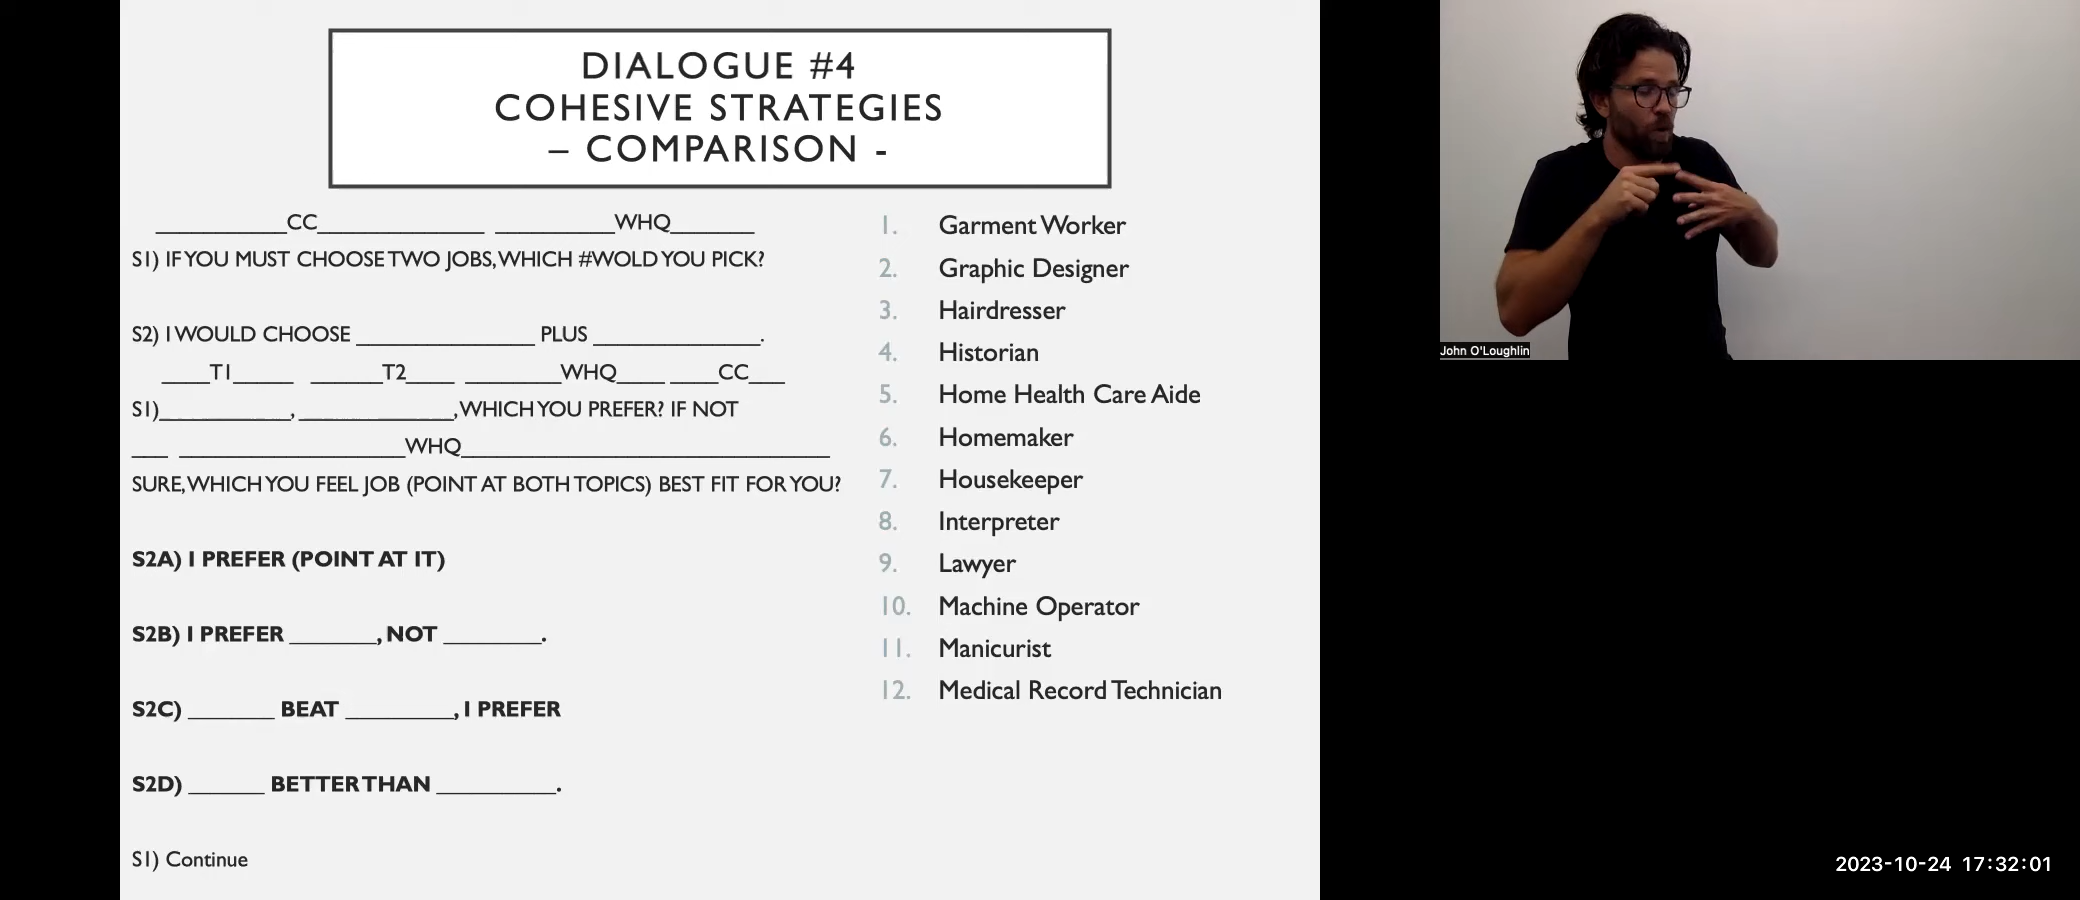 DIALOGUE #4
COHESIVE STRATEGIES
– COMPARISON -
___________CC______________ __________WHQ_______
S1) IF YOU MUST CHOOSE TWO JOBS, WHICH #WOLD YOU PICK?
S2) I WOULD CHOOSE _______________ PLUS ______________.
____T1_____ ______T2____ ________WHQ____ ____CC___
S1)___________, _____________, WHICH YOU PREFER? IF NOT
___ ___________________WHQ_______________________________
SURE, WHICH YOU FEEL JOB (POINT AT BOTH TOPICS) BEST FIT FOR YOU?
S2A) I PREFER (POINT AT IT)
S2B) I PREFER _______, NOT ________.
S2C) _______ BEAT _________, I PREFER
S2D) ______ BETTER THAN __________.
S1) Continue
1. Garment Worker
2. Graphic Designer
3. Hairdresser
4. Historian
5. Home Health Care Aide
6. Homemaker
7. Housekeeper
8. Interpreter
9. Lawyer
10. Machine Operator
11. Manicurist
12. Medical Record Technician
John O'Loughlin
2023-10-24 17:32:01